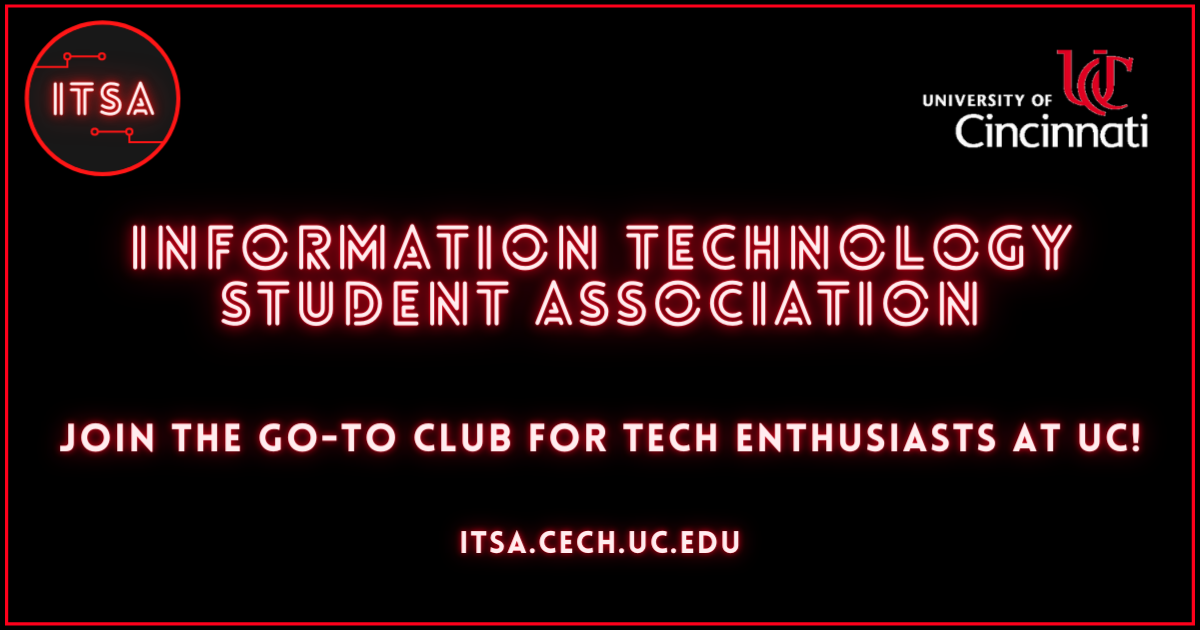 ITSA
UC
UNIVERSITY OF
Cincinnati
INFORMATION TECHNOLOGY
STUDENT ASSOCIATION
JOIN THE GO-TO CLUB FOR TECH ENTHUSIASTS AT UC!
ITSA.CECH.UC.EDU